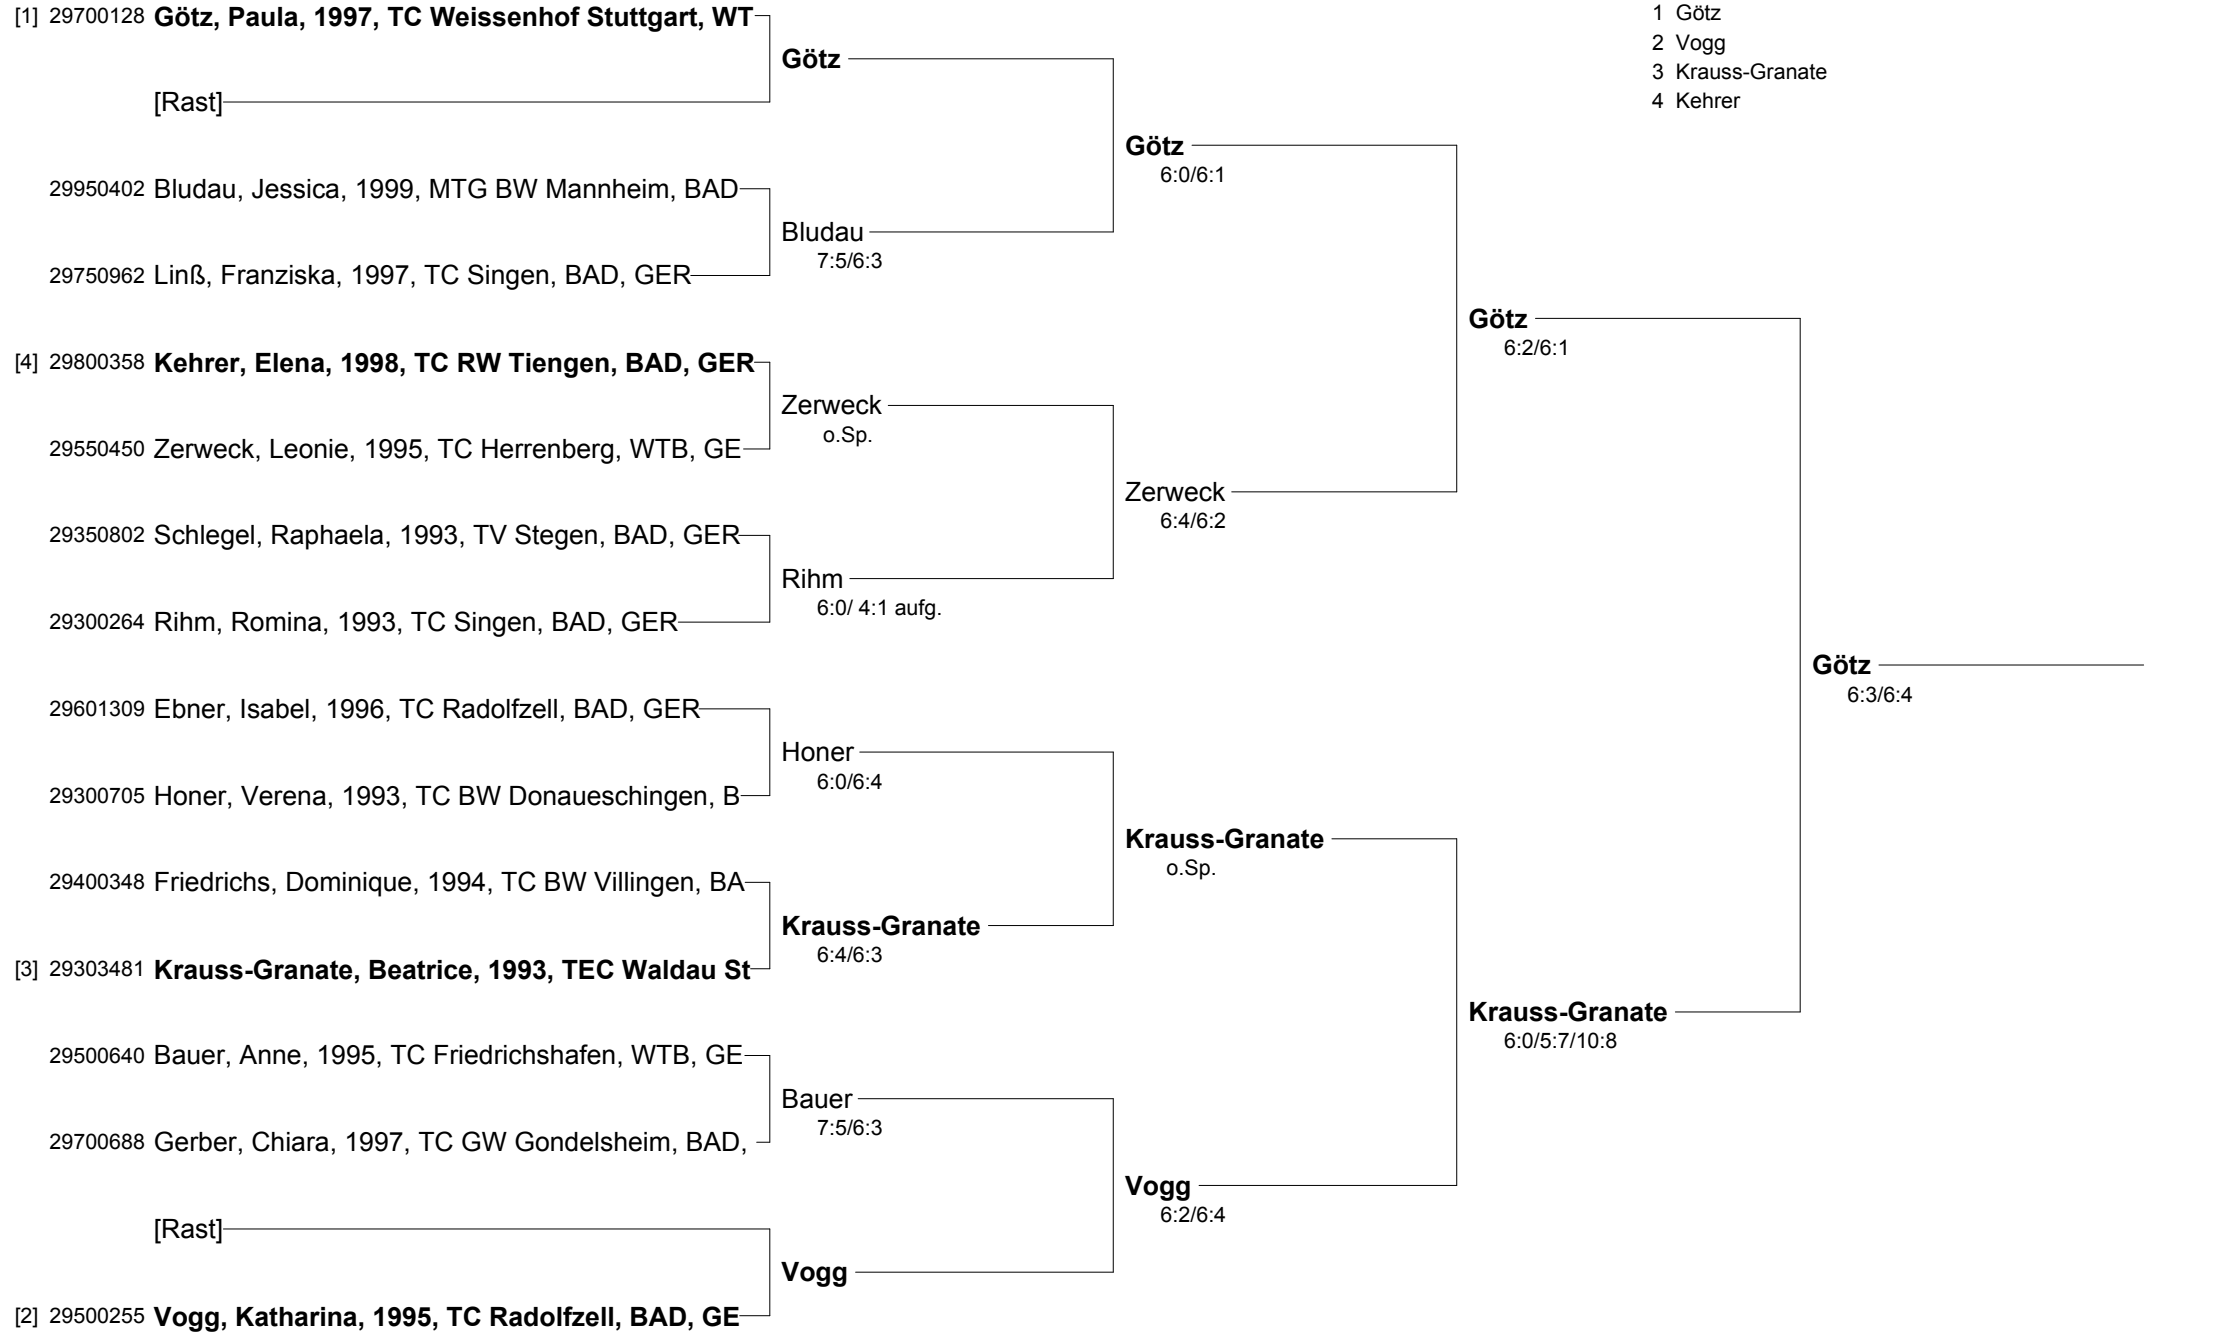 [1] 29700128 Götz, Paula, 1997, TC Weissenhof Stuttgart, WT
1 Götz
2 Vogg
3 Krauss-Granate
4 Kehrer
Götz
[Rast]
Götz
6:0/6:1
29950402 Bludau, Jessica, 1999, MTG BW Mannheim, BAD
Bludau
7:5/6:3
29750962 Linß, Franziska, 1997, TC Singen, BAD, GER
Götz
6:2/6:1
[4] 29800358 Kehrer, Elena, 1998, TC RW Tiengen, BAD, GER
Zerweck
o.Sp.
29550450 Zerweck, Leonie, 1995, TC Herrenberg, WTB, GE
Zerweck
6:4/6:2
29350802 Schlegel, Raphaela, 1993, TV Stegen, BAD, GER
Rihm
6:0/ 4:1 aufg.
29300264 Rihm, Romina, 1993, TC Singen, BAD, GER
Götz
6:3/6:4
29601309 Ebner, Isabel, 1996, TC Radolfzell, BAD, GER
Honer
6:0/6:4
29300705 Honer, Verena, 1993, TC BW Donaueschingen, B
Krauss-Granate
o.Sp.
29400348 Friedrichs, Dominique, 1994, TC BW Villingen, BA
Krauss-Granate
6:4/6:3
[3] 29303481 Krauss-Granate, Beatrice, 1993, TEC Waldau St
Krauss-Granate
6:0/5:7/10:8
29500640 Bauer, Anne, 1995, TC Friedrichshafen, WTB, GE
Bauer
7:5/6:3
29700688 Gerber, Chiara, 1997, TC GW Gondelsheim, BAD,
Vogg
6:2/6:4
[Rast]
Vogg
[2] 29500255 Vogg, Katharina, 1995, TC Radolfzell, BAD, GE